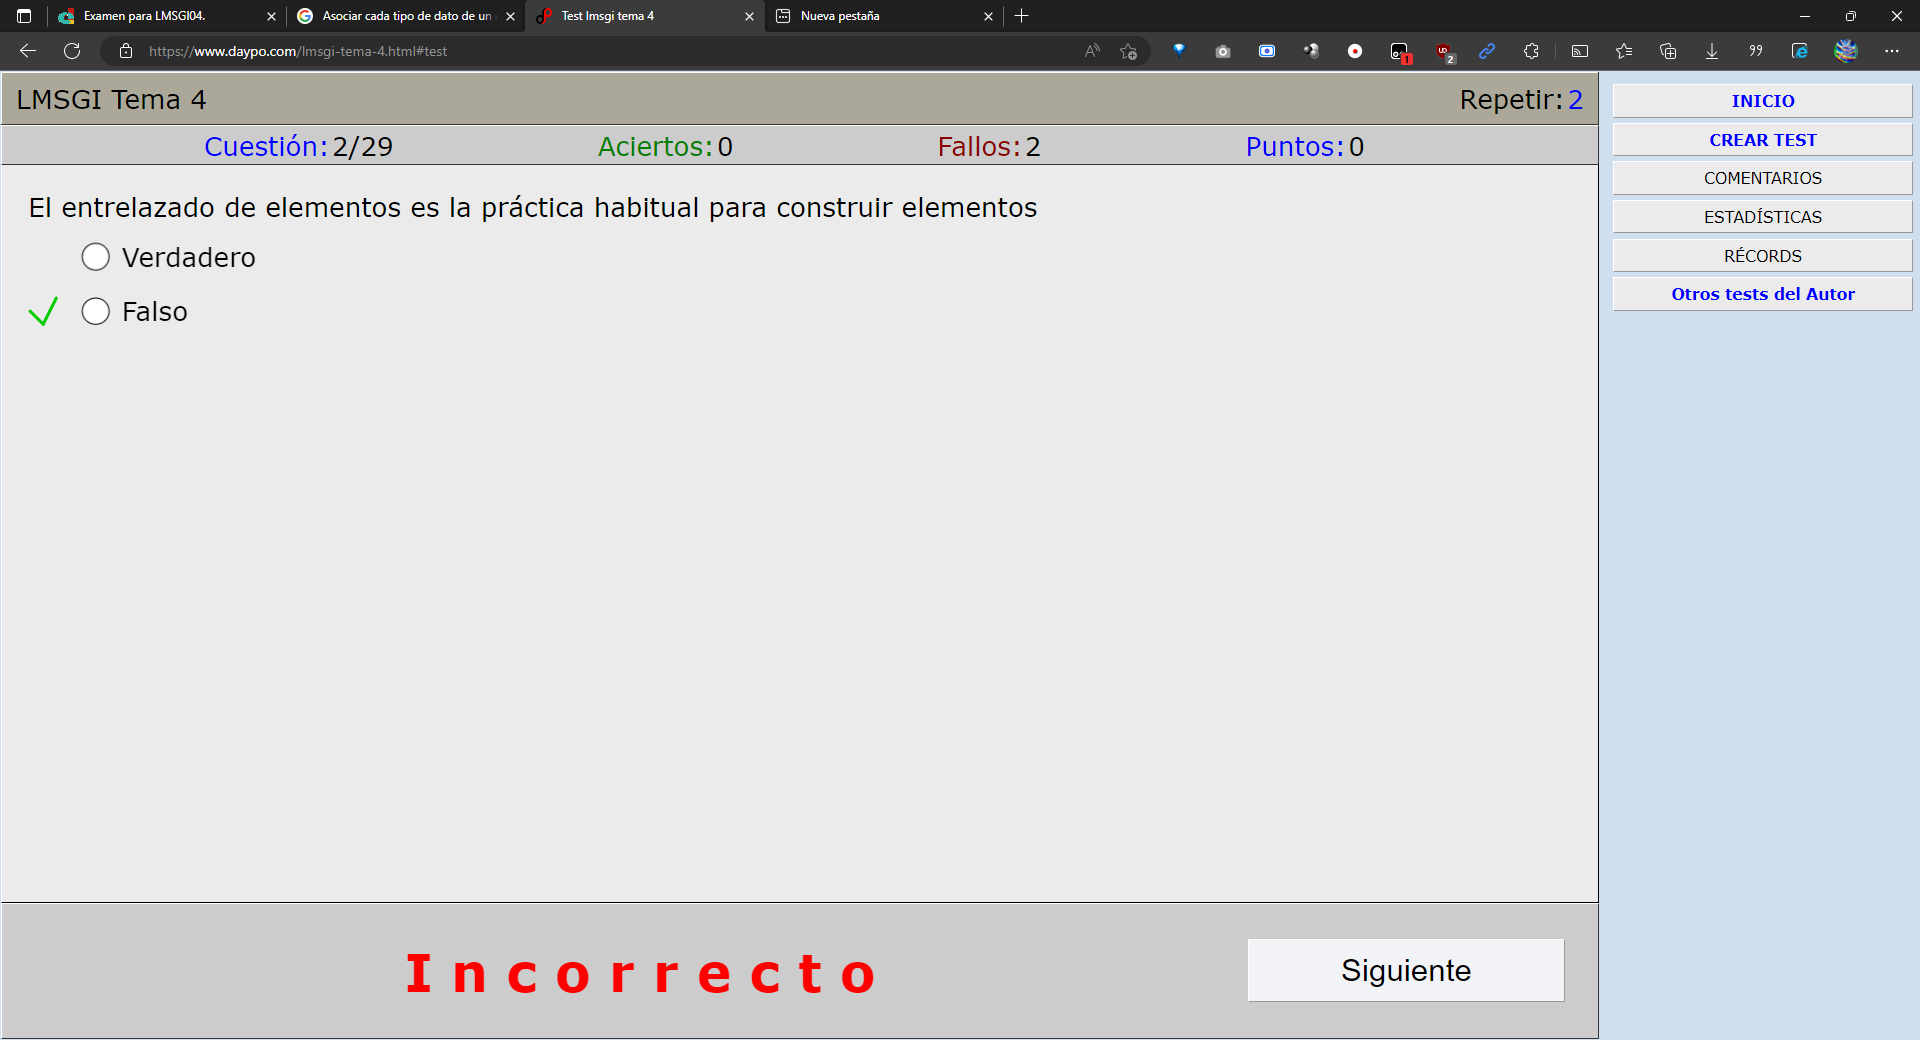 Examen para LMSGI04.
Asociar cada tipo de dato de un
Test lmsgi tema 4
Nueva pestaña
https://www.daypo.com/lmsgi-tema-4.html#test
1
2
LMSGI Tema 4
Repetir: 2
Cuestión: 2/29
Aciertos: 0
Fallos: 2
Puntos: 0
El entrelazado de elementos es la práctica habitual para construir elementos
Verdadero
Falso
Incorrecto
Siguiente
INICIO
CREAR TEST
COMENTARIOS
ESTADÍSTICAS
RÉCORDS
Otros tests del Autor